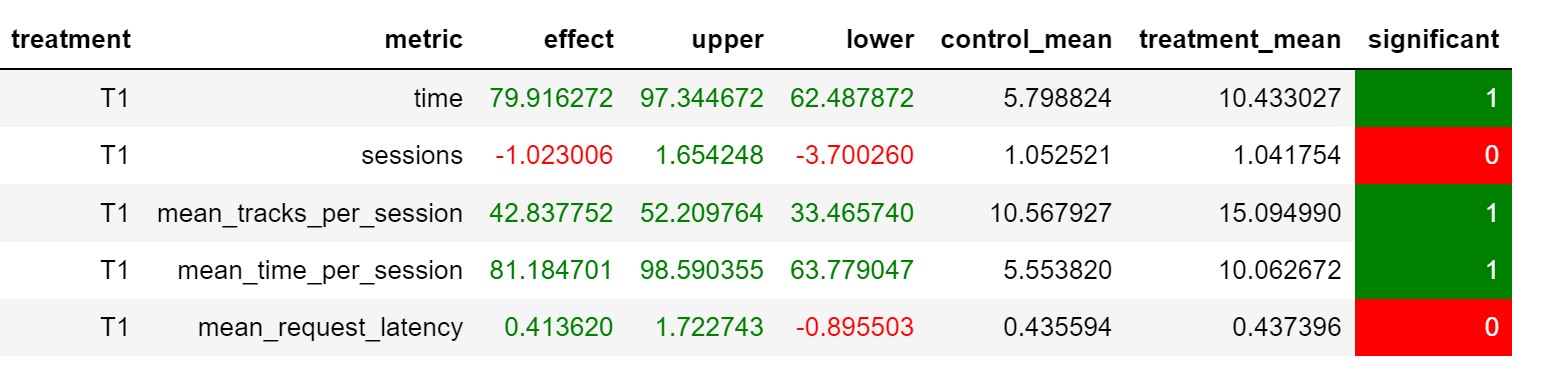 treatment metric effect upper lower control_mean treatment_mean significant
T1 time 79.916272 97.344672 62.487872 5.798824 10.433027 1
T1 sessions -1.023006 1.654248 -3.700260 1.052521 1.041754 0
T1 mean_tracks_per_session 42.837752 52.209764 33.465740 10.567927 15.094990 1
T1 mean_time_per_session 81.184701 98.590355 63.779047 5.553820 10.062672 1
T1 mean_request_latency 0.413620 1.722743 -0.895503 0.435594 0.437396 0